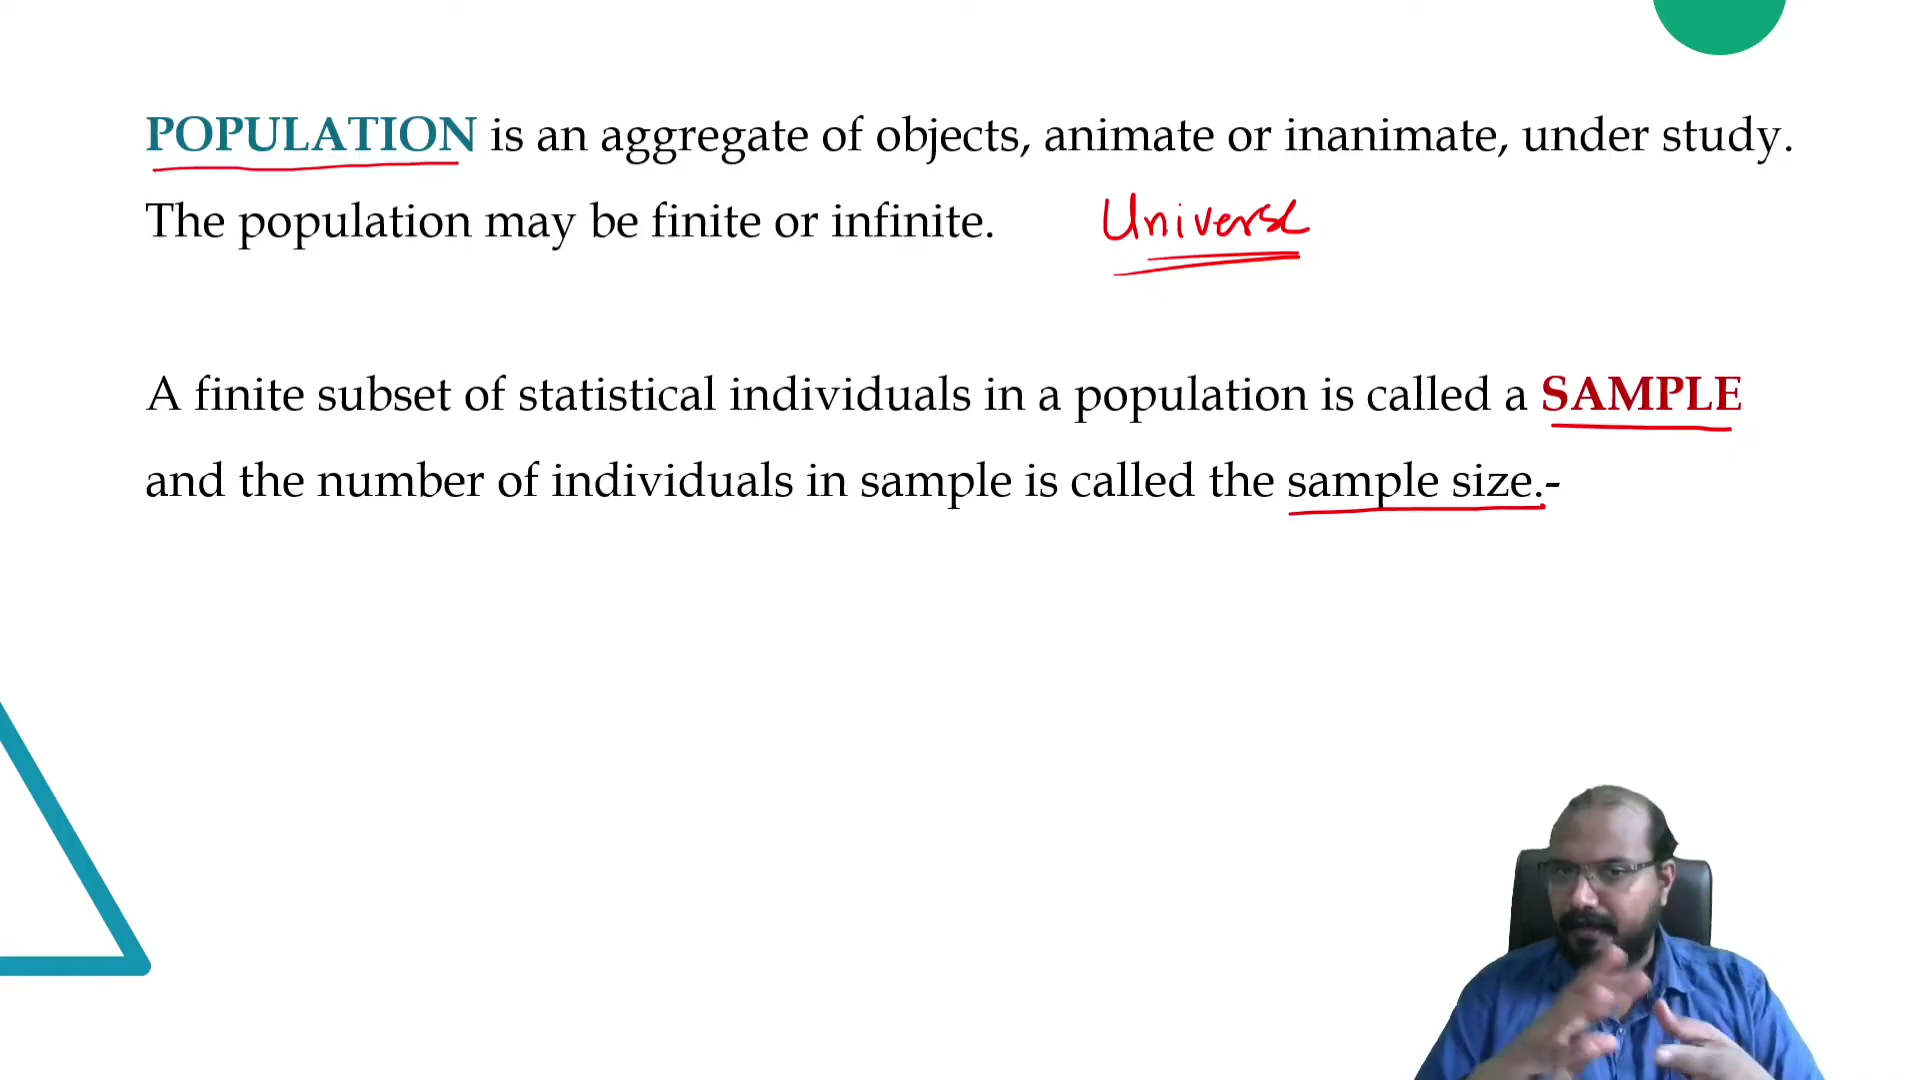 POPULATION is an aggregate of objects, animate or inanimate, under study.
The population may be finite or infinite. Universe
A finite subset of statistical individuals in a population is called a SAMPLE
and the number of individuals in sample is called the sample size.-